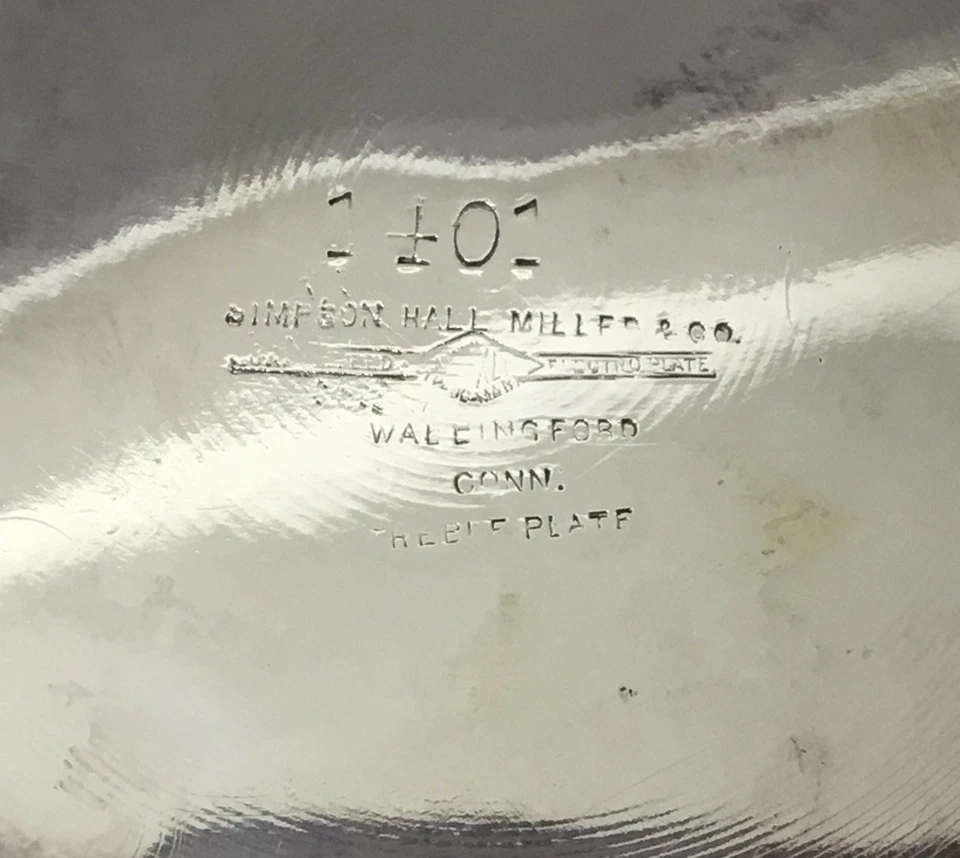 1401
SIMPSON HALL MILLER & CO.
ELECTRO PLATE
WALLINGFORD
CONN.
TREBLE PLATE